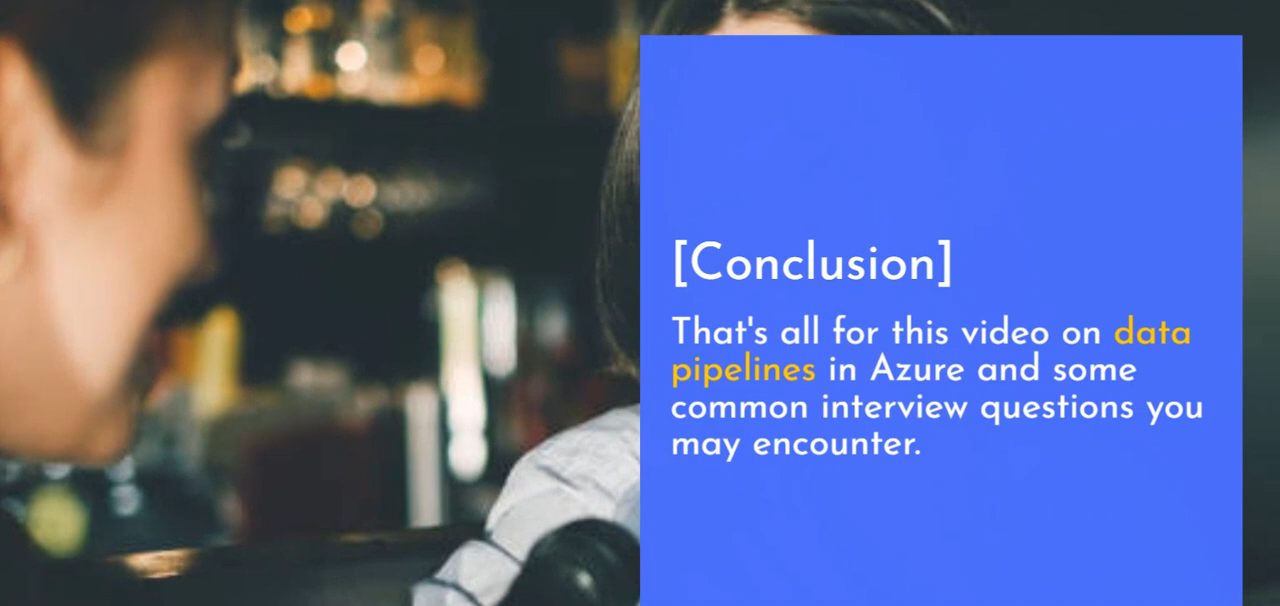 [Conclusion]
That's all for this video on data
pipelines in Azure and some
common interview questions you
may encounter.